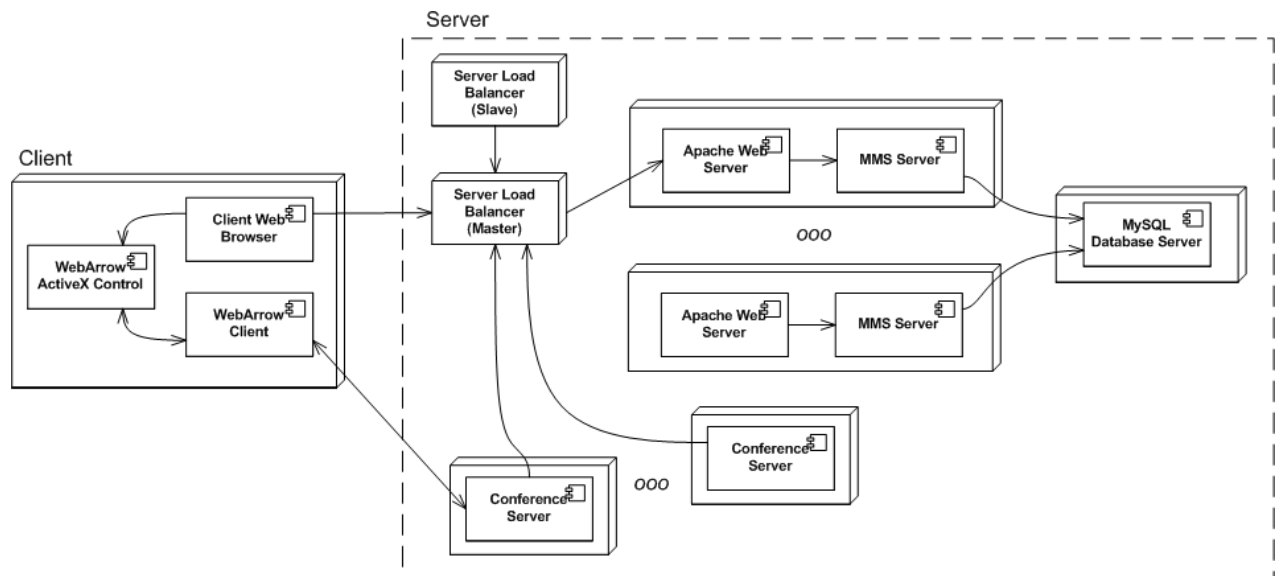 Server
Server Load
Balancer
(Slave)
Client
Apache Web
Server
MMS Server
Server Load
Balancer
(Master)
Client Web
Browser
MySQL
Database Server
ooo
WebArrow
ActiveX Control
WebArrow
Client
Apache Web
Server
MMS Server
Conference
Server
ooo
Conference
Server